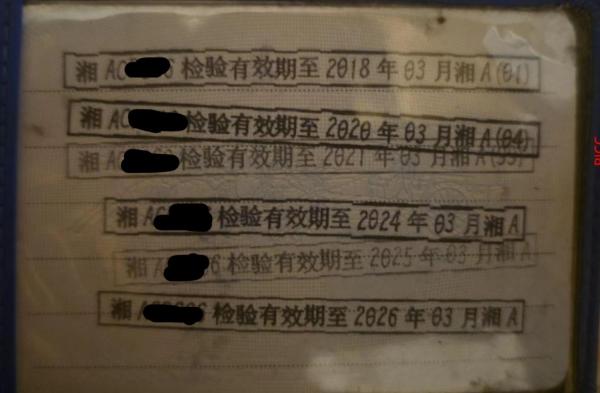 湘 AC 检验有效期至 2018 年 03 月湘 A(01)
湘 AC 检验有效期至 2020 年 03 月湘 A(04)
湘 检验有效期至 2021 年 03 月湘 A
湘 A 检验有效期至 2024 年 03 月湘 A
湘 6 检验有效期至 2025 年 03 月湘 A
湘 检验有效期至 2026 年 03 月湘 A